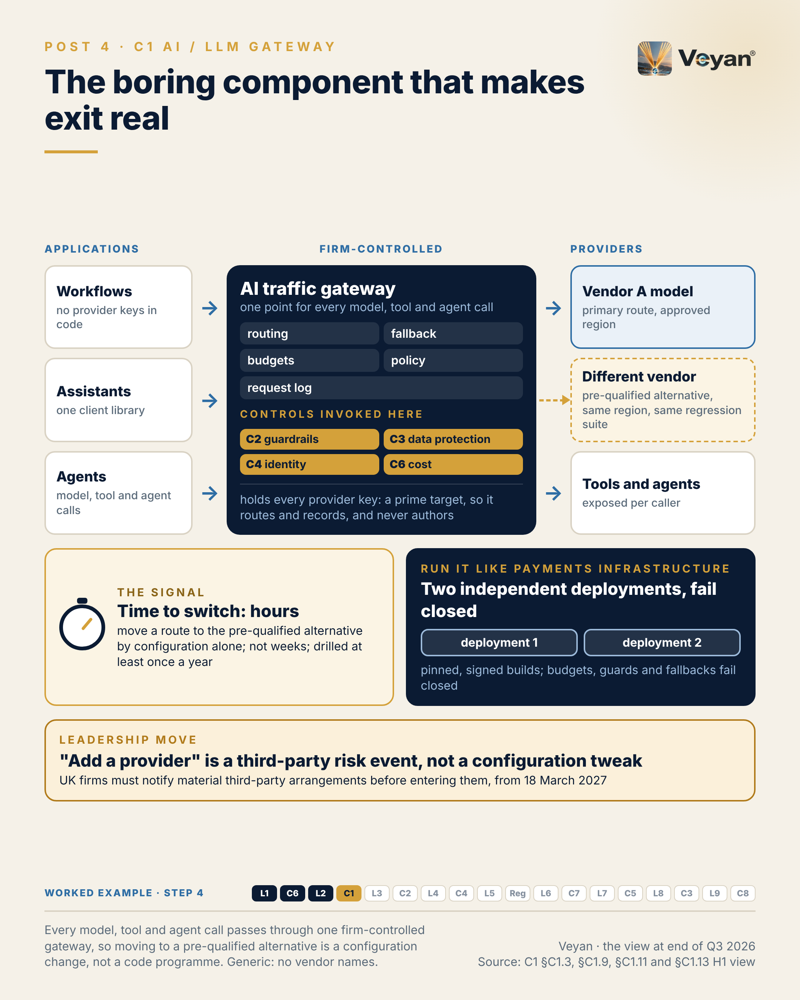 POST 4 · C1 AI / LLM GATEWAY
Veyan®
The boring component that makes
exit real
APPLICATIONS
FIRM-CONTROLLED
PROVIDERS
Workflows
no provider keys in
code
Assistants
one client library
Agents
model, tool and agent
calls
AI traffic gateway
one point for every model, tool and agent call
routing
fallback
budgets
policy
request log
CONTROLS INVOKED HERE
C2 guardrails
C3 data protection
C4 identity
C6 cost
holds every provider key: a prime target, so it
routes and records, and never authors
Vendor A model
primary route, approved
region
Different vendor
pre-qualified alternative,
same region, same regression
suite
Tools and agents
exposed per caller
THE SIGNAL
Time to switch: hours
move a route to the pre-qualified alternative
by configuration alone; not weeks; drilled at
least once a year
RUN IT LIKE PAYMENTS INFRASTRUCTURE
Two independent deployments, fail
closed
deployment 1
deployment 2
pinned, signed builds; budgets, guards and fallbacks fail
closed
LEADERSHIP MOVE
"Add a provider" is a third-party risk event, not a configuration tweak
UK firms must notify material third-party arrangements before entering them, from 18 March 2027
WORKED EXAMPLE · STEP 4
L1 C6 L2 C1 L3 C2 L4 C4 L5 Reg L6 C7 L7 C5 L8 C3 L9 C8
Every model, tool and agent call passes through one firm-controlled
gateway, so moving to a pre-qualified alternative is a configuration
change, not a code programme. Generic: no vendor names.
Veyan · the view at end of Q3 2026
Source: C1 §C1.3, §C1.9, §C1.11 and §C1.13 H1 view